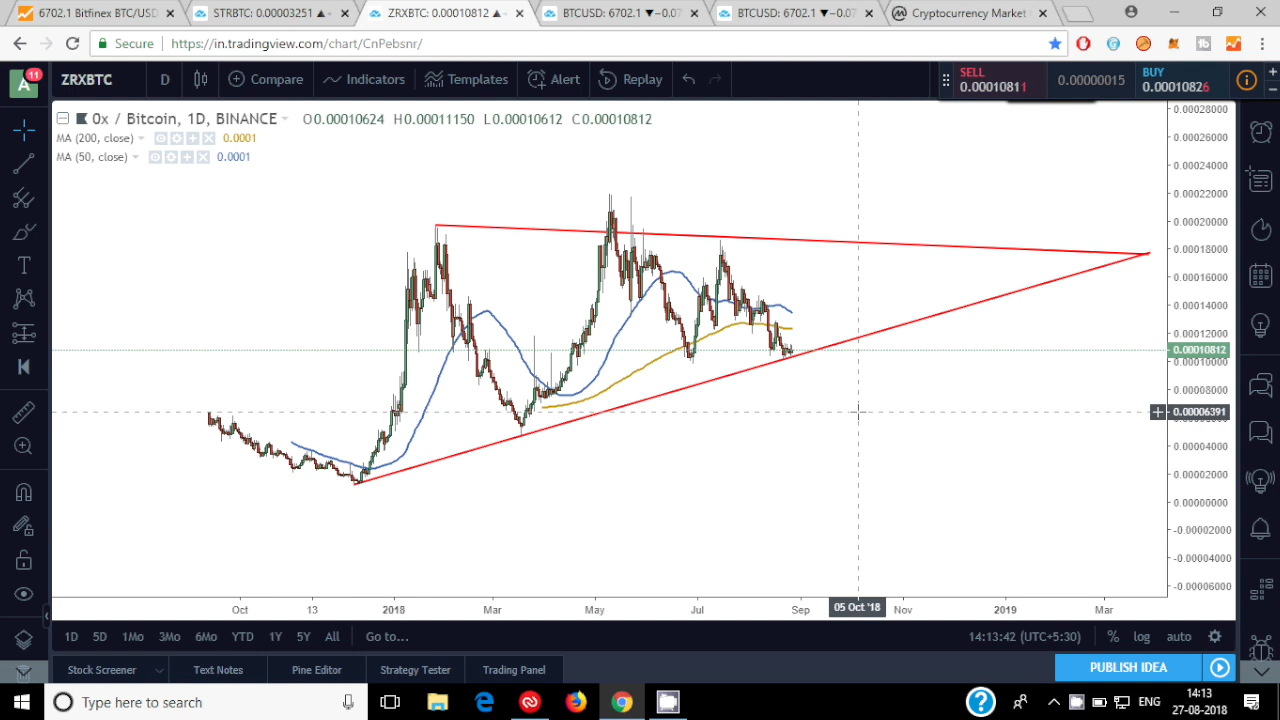 6702.1 Bitfinex BTC/USD
STRBTC: 0.00003251 ▲
ZRXBTC: 0.00010812 ▲
BTCUSD: 6702.1 ▼−0.07
BTCUSD: 6702.1 ▼−0.07
Cryptocurrency Market
Secure
https://in.tradingview.com/chart/CnPebsnr/
A 11
ZRXBTC
D
Compare
Indicators
Templates
Alert
Replay
SELL
0.00010811
0.00000015
BUY
0.00010826
0x / Bitcoin, 1D, BINANCE
O0.00010624 H0.00011150 L0.00010612 C0.00010812
MA (200, close) 0.0001
MA (50, close) 0.0001
0.00028000
0.00026000
0.00024000
0.00022000
0.00020000
0.00018000
0.00016000
0.00014000
0.00012000
0.00010812
0.00010000
0.00008000
0.00006391
0.00004000
0.00002000
0.00000000
-0.00002000
-0.00004000
-0.00006000
Oct 13 2018 Mar May Jul Sep 05 Oct '18 Nov 2019 Mar
1D 5D 1Mo 3Mo 6Mo YTD 1Y 5Y All Go to...
14:13:42 (UTC+5:30) % log auto
Stock Screener
Text Notes
Pine Editor
Strategy Tester
Trading Panel
PUBLISH IDEA
Type here to search
ENG
14:13
27-08-2018